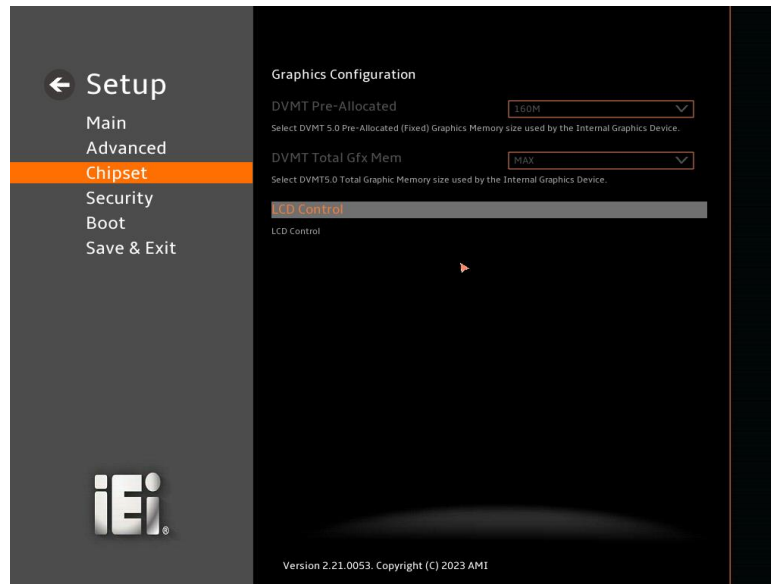 Setup
Main
Advanced
Chipset
Security
Boot
Save & Exit
Graphics Configuration
DVMT Pre-Allocated 160M
Select DVMT 5.0 Pre-Allocated (Fixed) Graphics Memory size used by the Internal Graphics Device.
DVMT Total Gfx Mem MAX
Select DVMT5.0 Total Graphic Memory size used by the Internal Graphics Device.
LCD Control
LCD Control
iEi®
Version 2.21.0053. Copyright (C) 2023 AMI